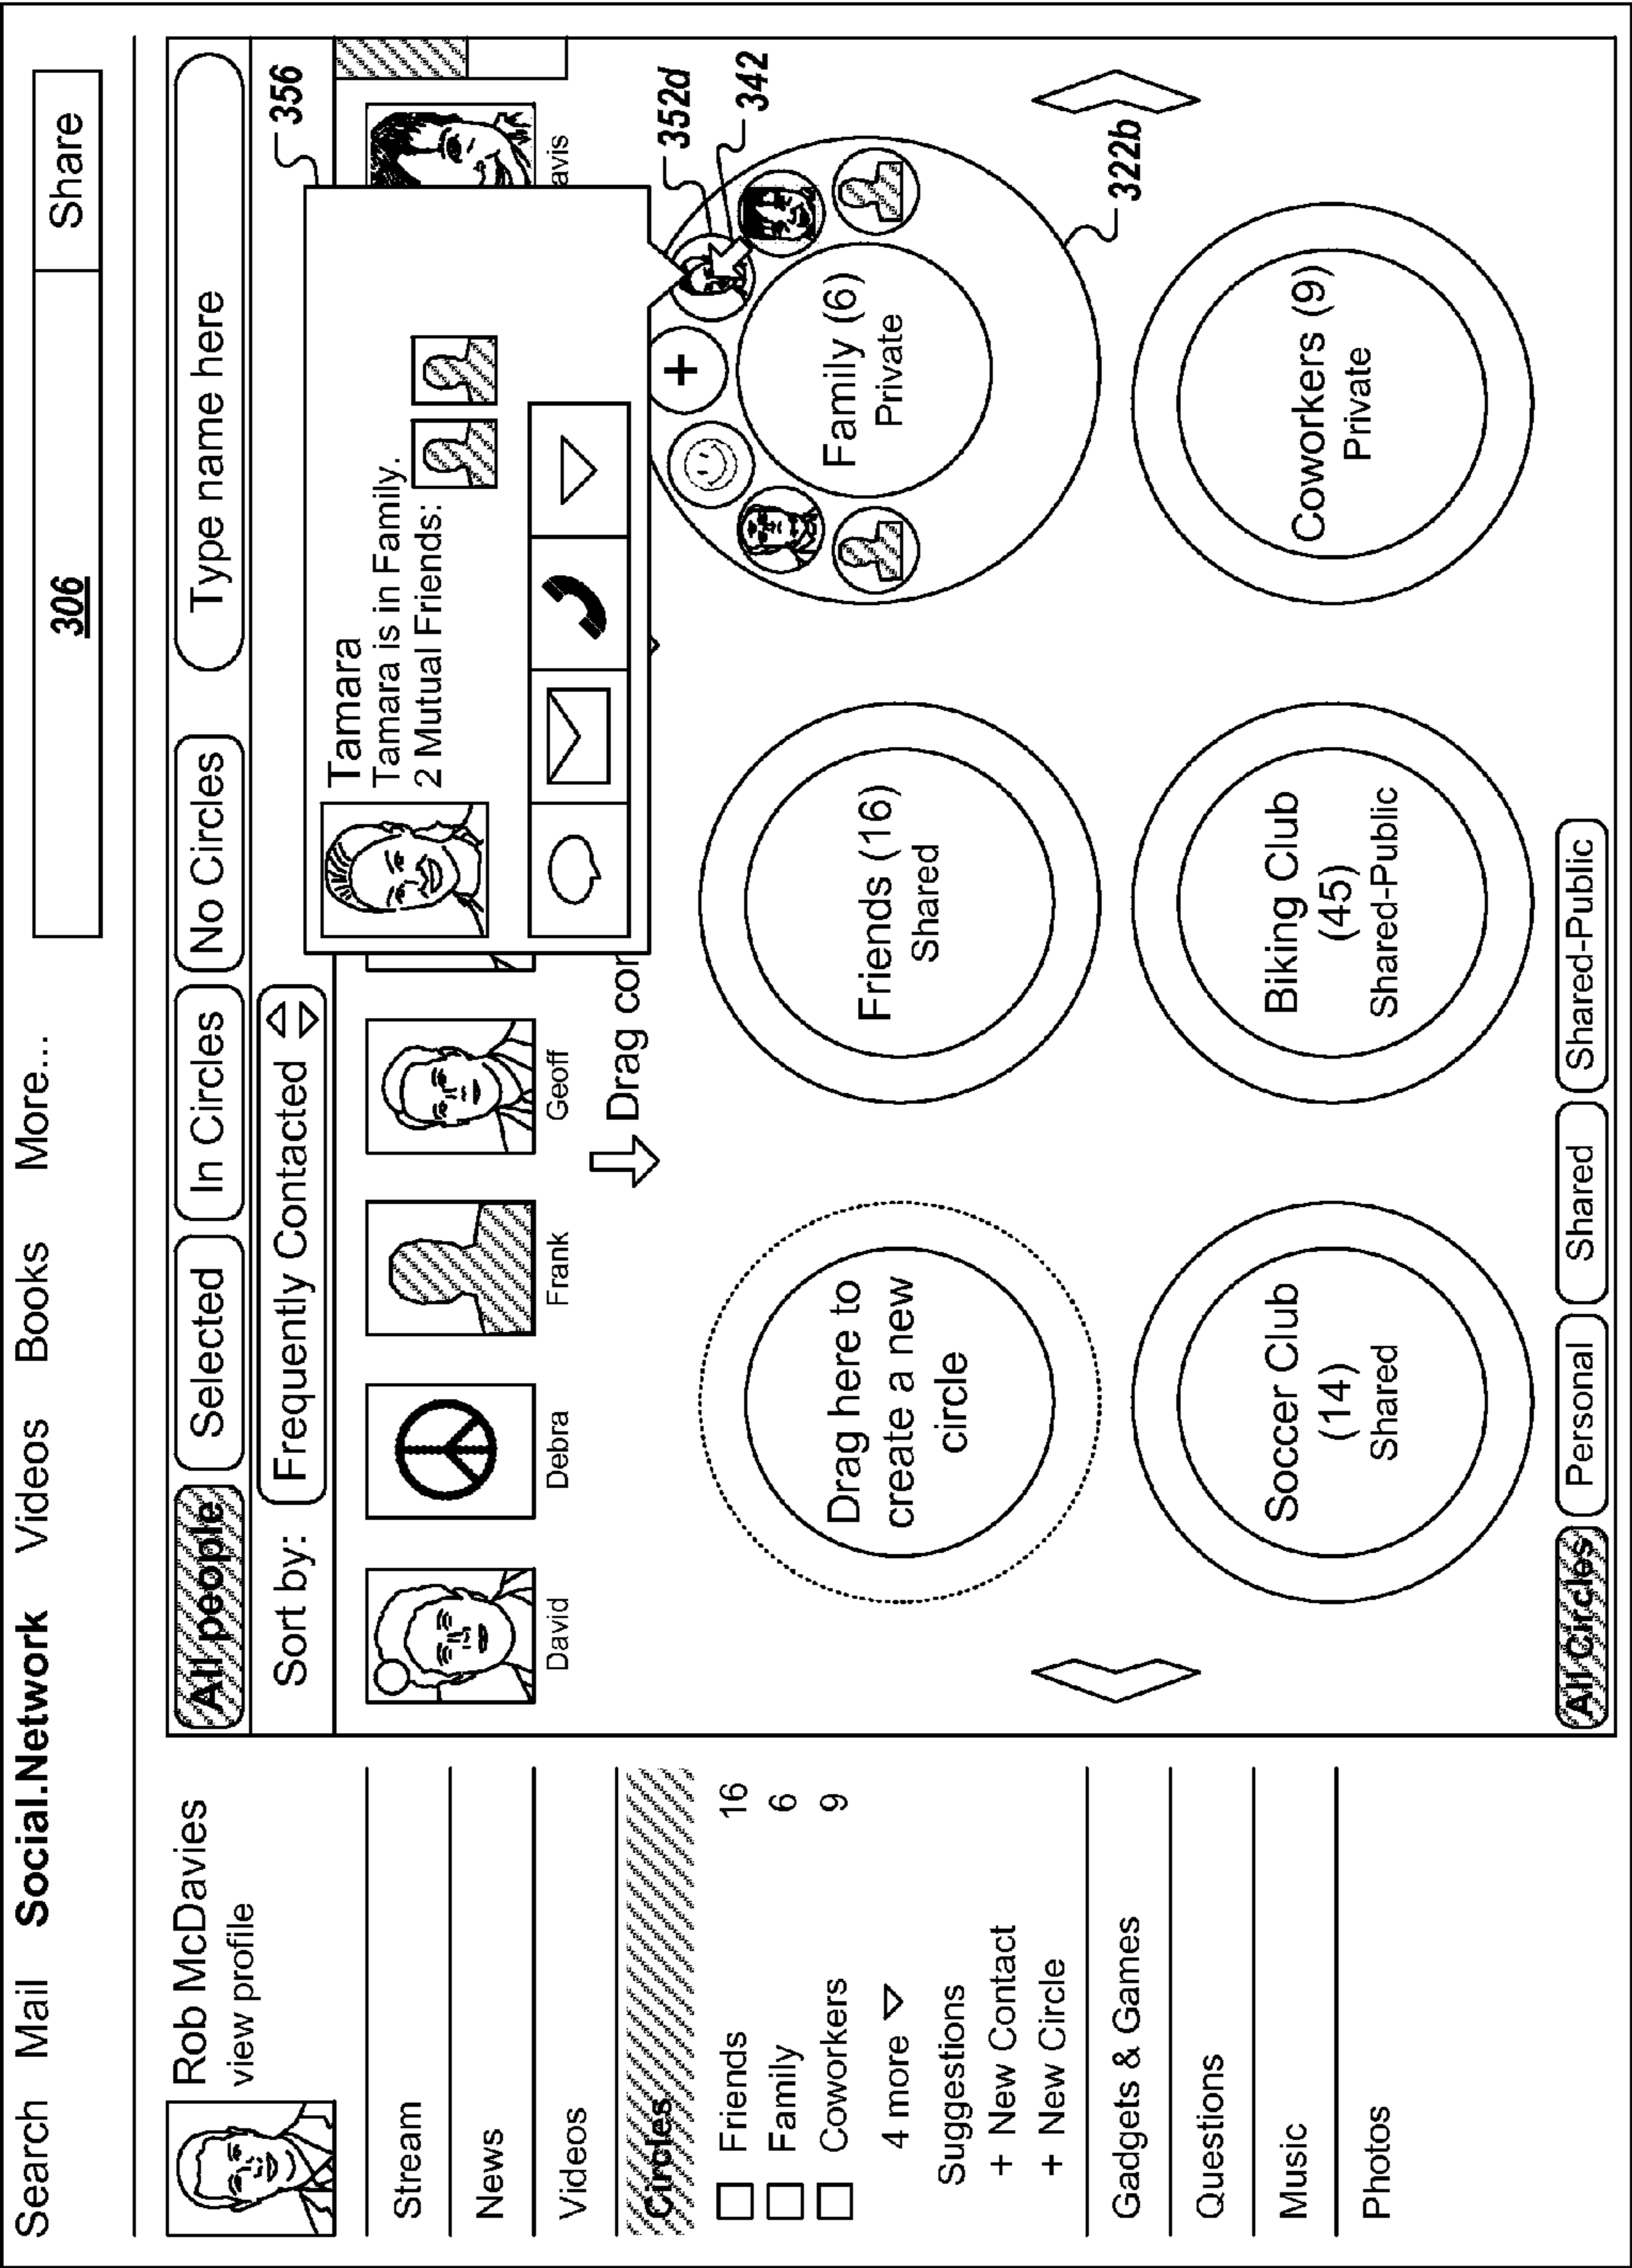 Search Mail Social.Network Videos Books More...
306 Share
Rob McDavies
view profile
Stream
News
Videos
Circles
Friends 16
Family 6
Coworkers 9
4 more
Suggestions
+ New Contact
+ New Circle
Gadgets & Games
Questions
Music
Photos
All people Selected In Circles No Circles Type name here
Sort by: Frequently Contacted
356
David Debra Frank Geoff avis
Tamara
Tamara is in Family.
2 Mutual Friends:
Drag con
352d
342
+
Drag here to
create a new
circle
Friends (16)
Shared
Family (6)
Private
322b
Soccer Club
(14)
Shared
Biking Club
(45)
Shared-Public
Coworkers (9)
Private
All Circles Personal Shared Shared-Public